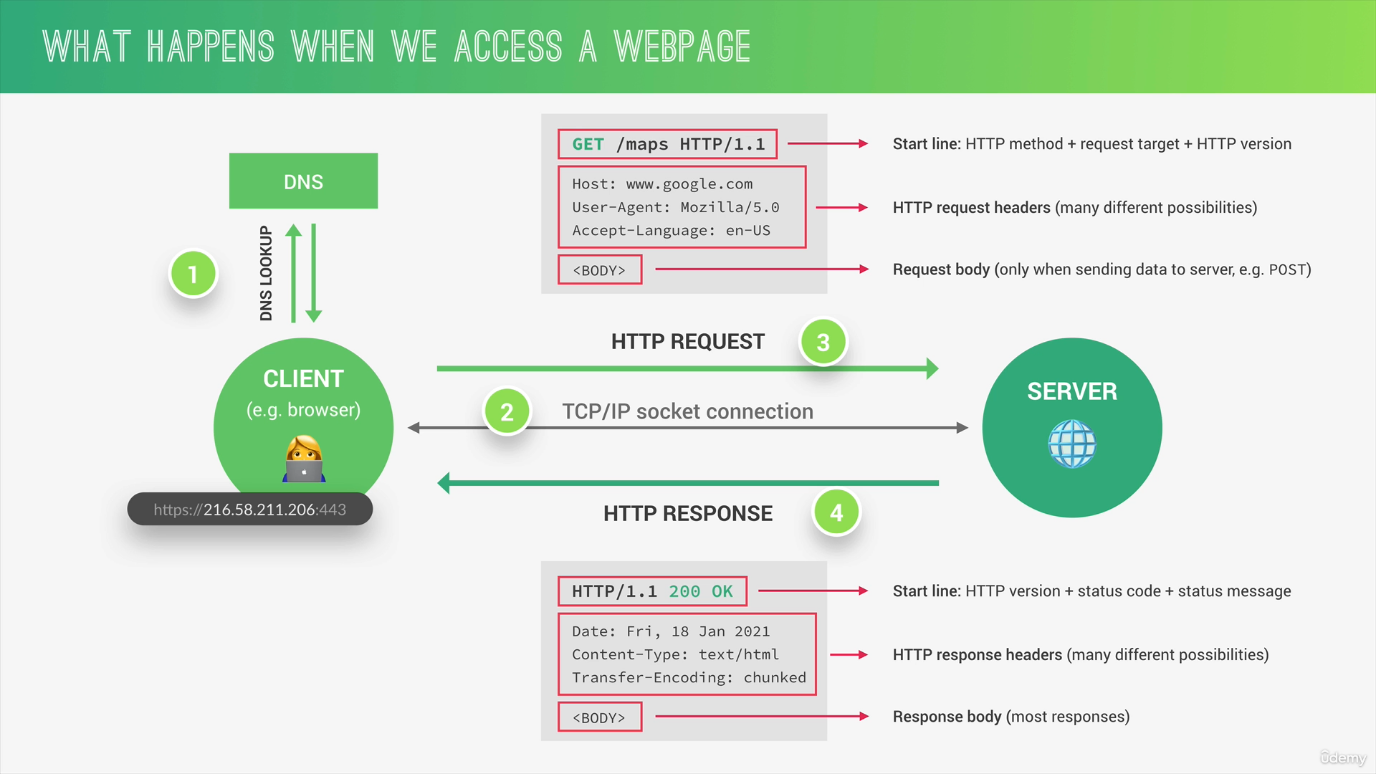 WHAT HAPPENS WHEN WE ACCESS A WEBPAGE
DNS
DNS LOOKUP
1
CLIENT
(e.g. browser)
https://216.58.211.206:443
GET /maps HTTP/1.1
Start line: HTTP method + request target + HTTP version
Host: www.google.com
User-Agent: Mozilla/5.0
Accept-Language: en-US
HTTP request headers (many different possibilities)
<BODY>
Request body (only when sending data to server, e.g. POST)
HTTP REQUEST
3
2
TCP/IP socket connection
SERVER
HTTP RESPONSE
4
HTTP/1.1 200 OK
Start line: HTTP version + status code + status message
Date: Fri, 18 Jan 2021
Content-Type: text/html
Transfer-Encoding: chunked
HTTP response headers (many different possibilities)
<BODY>
Response body (most responses)
ûdemy